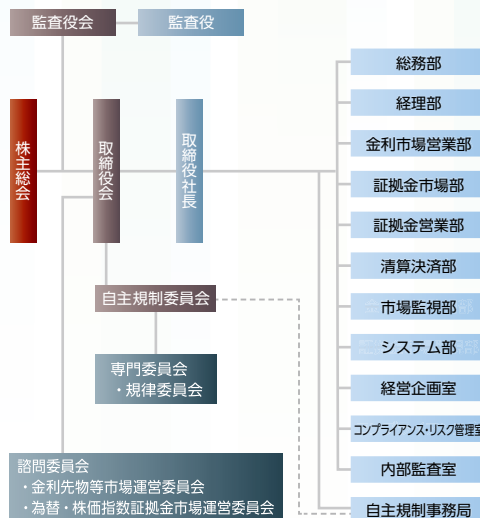 監査役会
監査役
株主総会
取締役会
取締役社長
総務部
経理部
金利市場営業部
証拠金市場部
証拠金営業部
清算決済部
市場監視部
システム部
経営企画室
コンプライアンス・リスク管理室
内部監査室
自主規制事務局
自主規制委員会
専門委員会
・規律委員会
諮問委員会
・金利先物等市場運営委員会
・為替・株価指数証拠金市場運営委員会